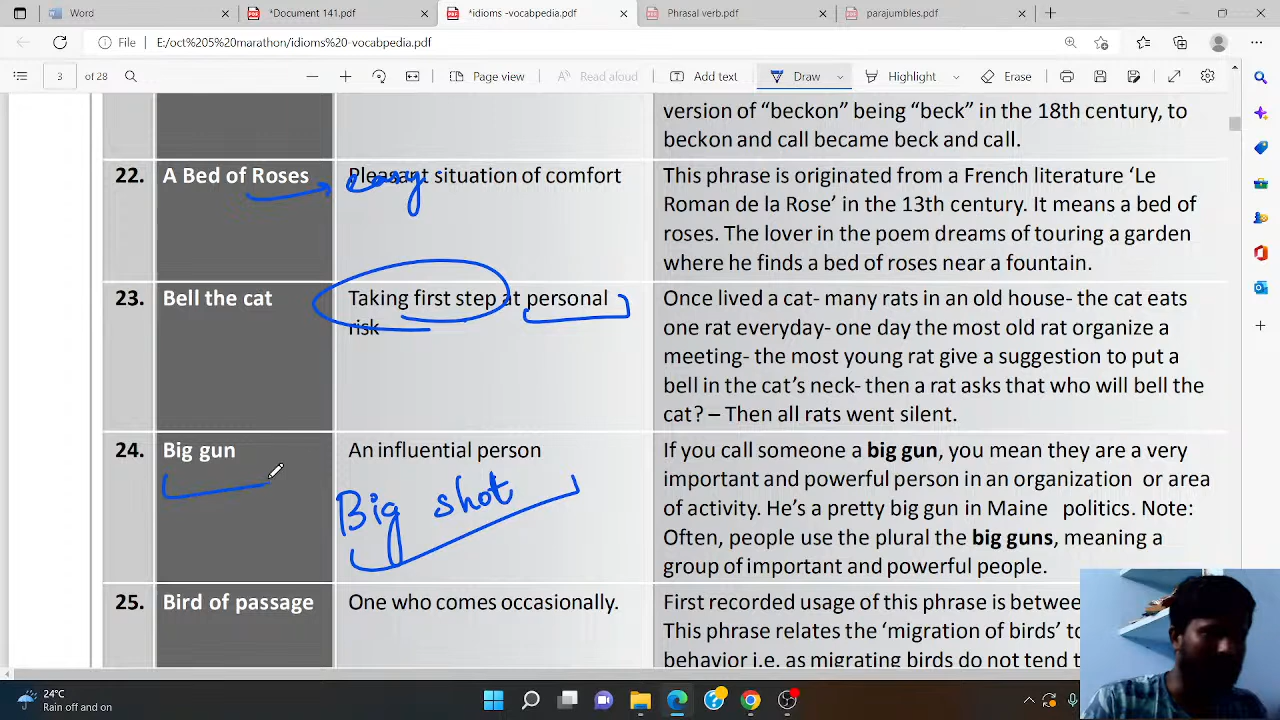 Word
*Document 141.pdf
*idioms -vocabpedia.pdf
Phrasal verb.pdf
parajumbles.pdf
File
E:/oct%205%20marathon/idioms%20-vocabpedia.pdf
3
of 28
Page view
Read aloud
Add text
Draw
Highlight
Erase
version of “beckon” being “beck” in the 18th century, to
beckon and call became beck and call.
22.
A Bed of Roses
Pleasant situation of comfort
easy
This phrase is originated from a French literature ‘Le
Roman de la Rose’ in the 13th century. It means a bed of
roses. The lover in the poem dreams of touring a garden
where he finds a bed of roses near a fountain.
23.
Bell the cat
Taking first step at personal
risk
Once lived a cat- many rats in an old house- the cat eats
one rat everyday- one day the most old rat organize a
meeting- the most young rat give a suggestion to put a
bell in the cat’s neck- then a rat asks that who will bell the
cat? – Then all rats went silent.
24.
Big gun
An influential person
Big shot
If you call someone a big gun, you mean they are a very
important and powerful person in an organization or area
of activity. He’s a pretty big gun in Maine politics. Note:
Often, people use the plural the big guns, meaning a
group of important and powerful people.
25.
Bird of passage
One who comes occasionally.
First recorded usage of this phrase is between
This phrase relates the ‘migration of birds’ to
behavior i.e. as migrating birds do not tend t
24°C
Rain off and on